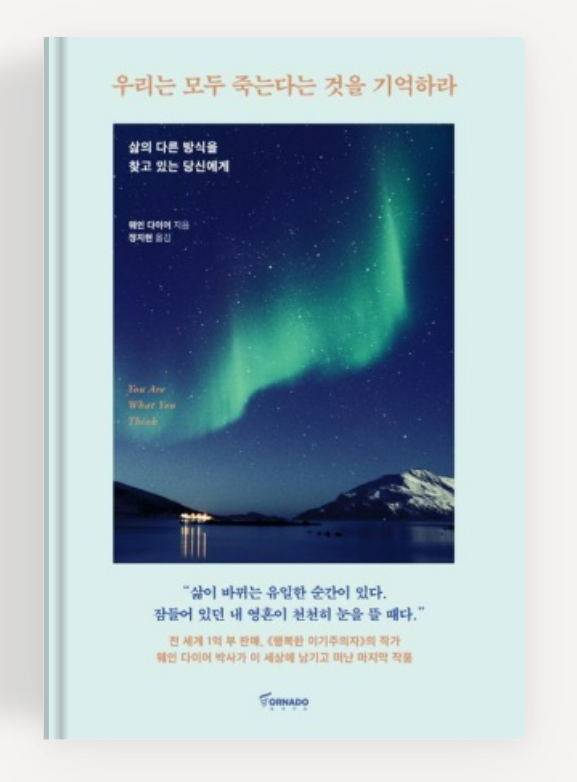 우리는 모두 죽는다는 것을 기억하라
삶의 다른 방식을
찾고 있는 당신에게
웨인 다이어 지음
정지현 옮김
You Are
What You
Think
“삶이 바뀌는 유일한 순간이 있다.
잠들어 있던 내 영혼이 천천히 눈을 뜰 때다.”
전 세계 1억 부 판매, 《행복한 이기주의자》의 작가
웨인 다이어 박사가 이 세상에 남기고 떠난 마지막 작품
TORNADO